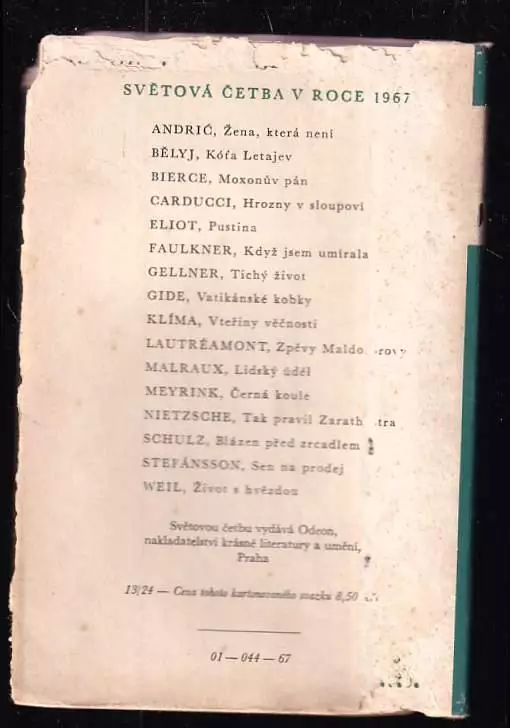 SVĚTOVÁ ČETBA V ROCE 1967
ANDRIĆ, Žena, která není
BĚLYJ, Kóťa Letajev
BIERCE, Moxonův pán
CARDUCCI, Hrozny v sloupoví
ELIOT, Pustina
FAULKNER, Když jsem umírala
GELLNER, Tichý život
GIDE, Vatikánské kobky
KLÍMA, Vteřiny věčnosti
LAUTRÉAMONT, Zpěvy
MALRAUX, Lidský úděl
MEYRINK, Černá koule
NIETZSCHE, Tak pravil
SCHULZ, Blázen před zrcadlem
STEFÁNSSON, Sen na prodej
WEIL, Život s hvězdou
Světovou četbu vydává Odeon,
nakladatelství krásné literatury a umění,
Praha
13/24 — Cena tohoto kartonovaného svazku 8,50
01—044—67